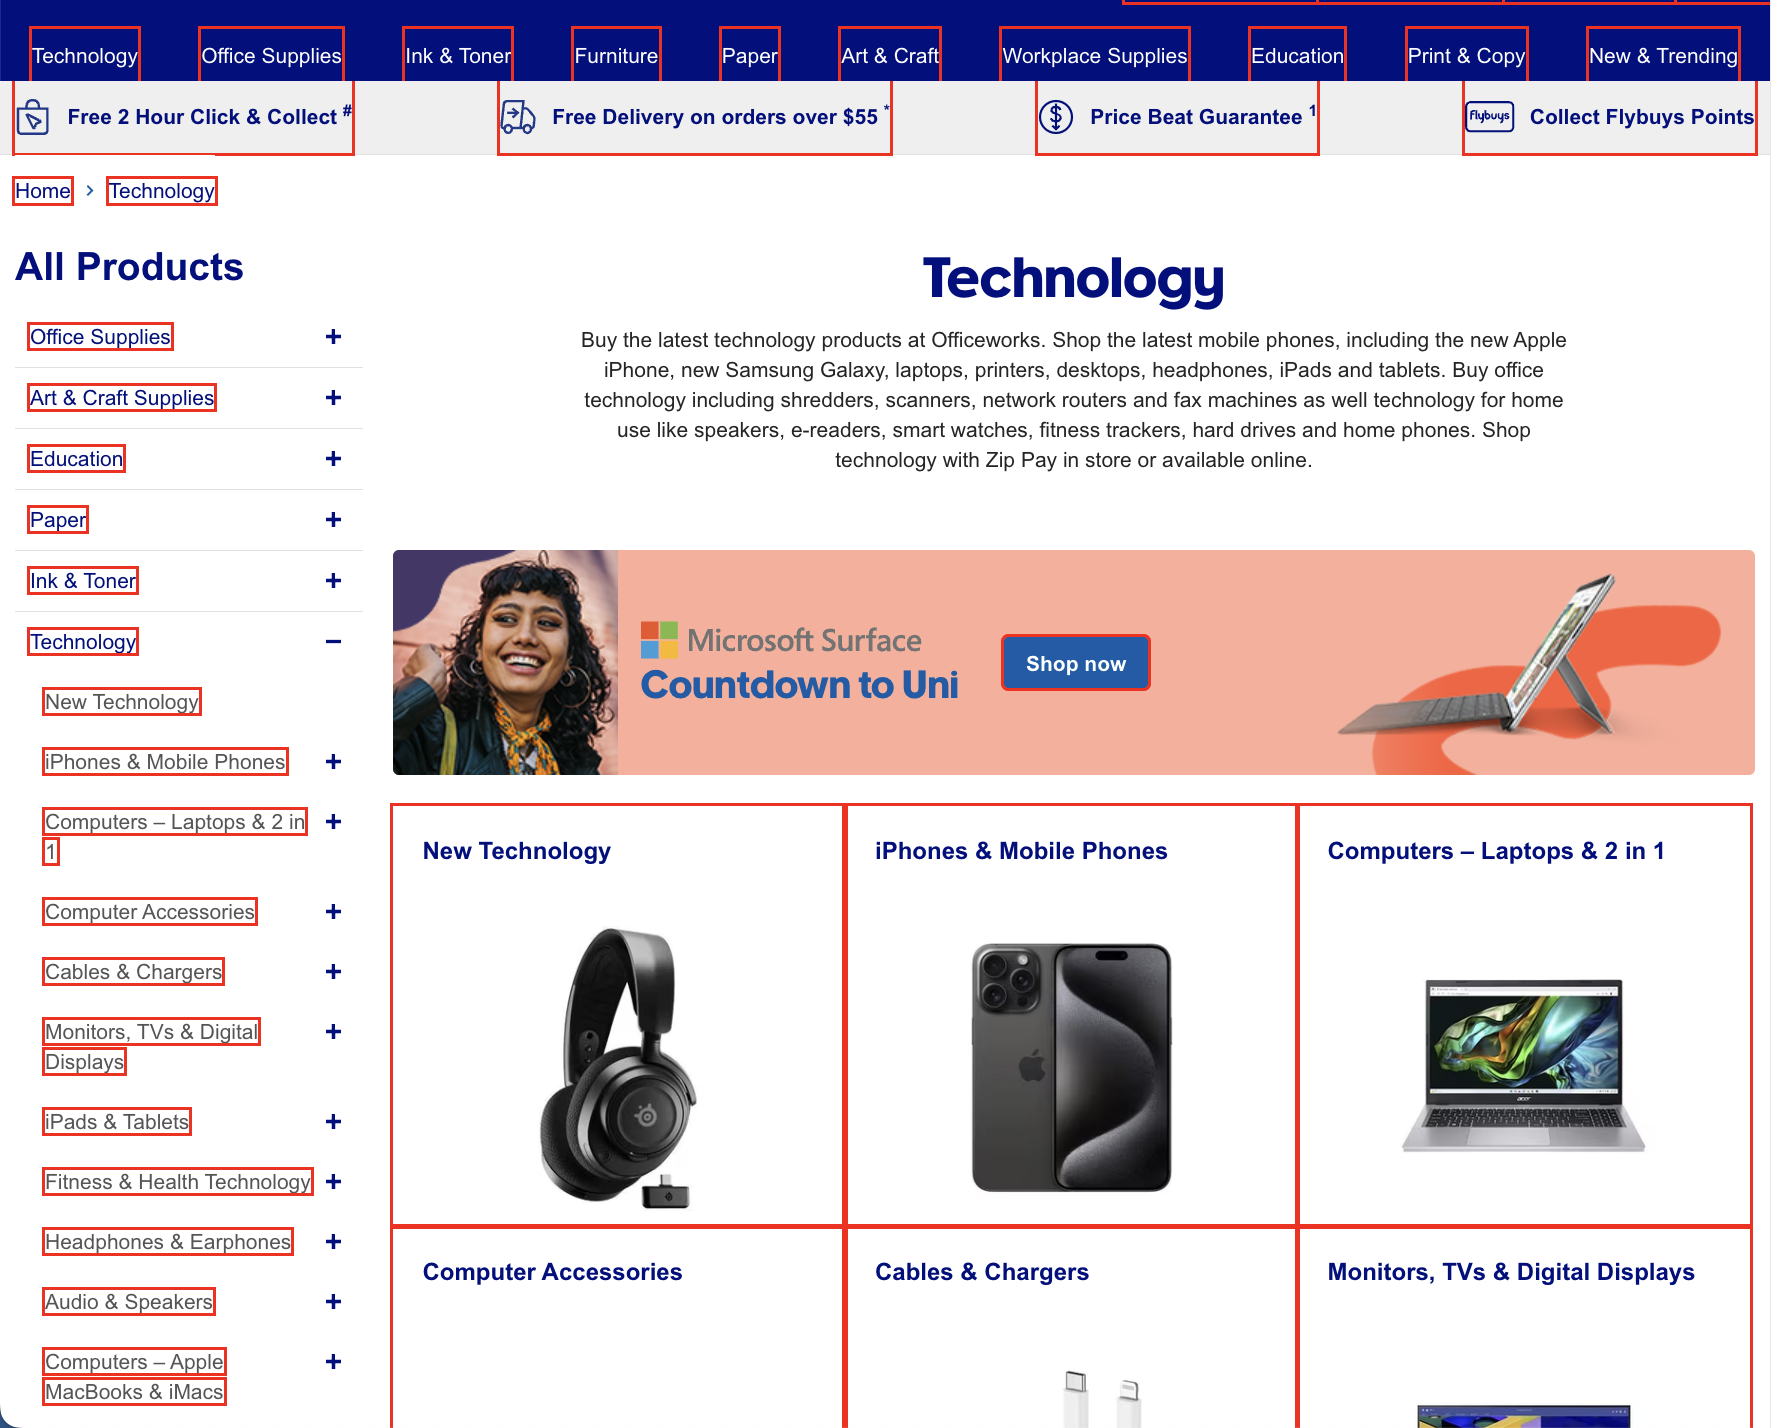 Technology Office Supplies Ink & Toner Furniture Paper Art & Craft Workplace Supplies Education Print & Copy New & Trending
Free 2 Hour Click & Collect # Free Delivery on orders over $55 * Price Beat Guarantee 1 flybuys Collect Flybuys Points
Home > Technology
All Products
Office Supplies +
Art & Craft Supplies +
Education +
Paper +
Ink & Toner +
Technology −
New Technology
iPhones & Mobile Phones +
Computers – Laptops & 2 in +
1
Computer Accessories +
Cables & Chargers +
Monitors, TVs & Digital +
Displays
iPads & Tablets +
Fitness & Health Technology +
Headphones & Earphones +
Audio & Speakers +
Computers – Apple +
MacBooks & iMacs
Technology
Buy the latest technology products at Officeworks. Shop the latest mobile phones, including the new Apple
iPhone, new Samsung Galaxy, laptops, printers, desktops, headphones, iPads and tablets. Buy office
technology including shredders, scanners, network routers and fax machines as well technology for home
use like speakers, e-readers, smart watches, fitness trackers, hard drives and home phones. Shop
technology with Zip Pay in store or available online.
Microsoft Surface
Countdown to Uni
Shop now
New Technology
iPhones & Mobile Phones
Computers – Laptops & 2 in 1
acer
Computer Accessories
Cables & Chargers
Monitors, TVs & Digital Displays